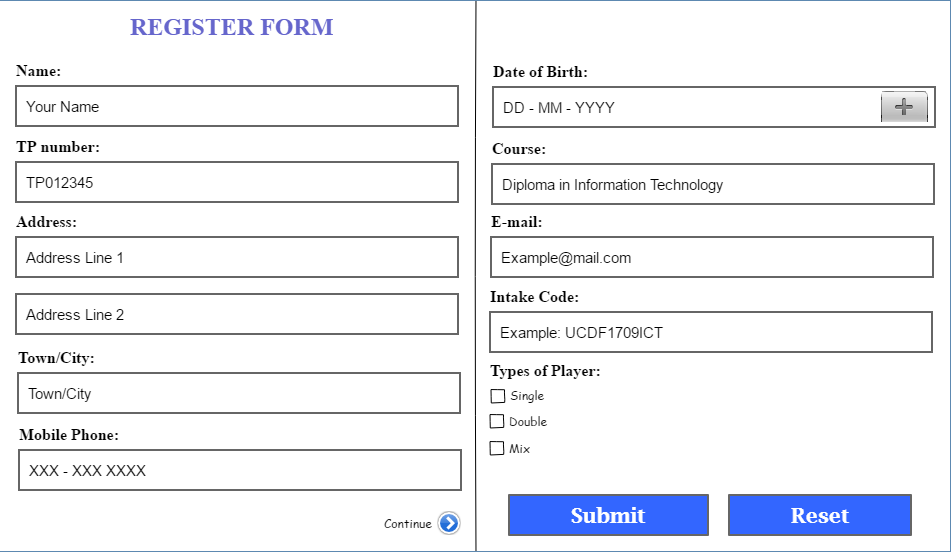 REGISTER FORM
Name:
Your Name
TP number:
TP012345
Address:
Address Line 1
Address Line 2
Town/City:
Town/City
Mobile Phone:
XXX - XXX XXXX
Continue
Date of Birth:
DD - MM - YYYY
Course:
Diploma in Information Technology
E-mail:
Example@mail.com
Intake Code:
Example: UCDF1709ICT
Types of Player:
Single
Double
Mix
Submit
Reset